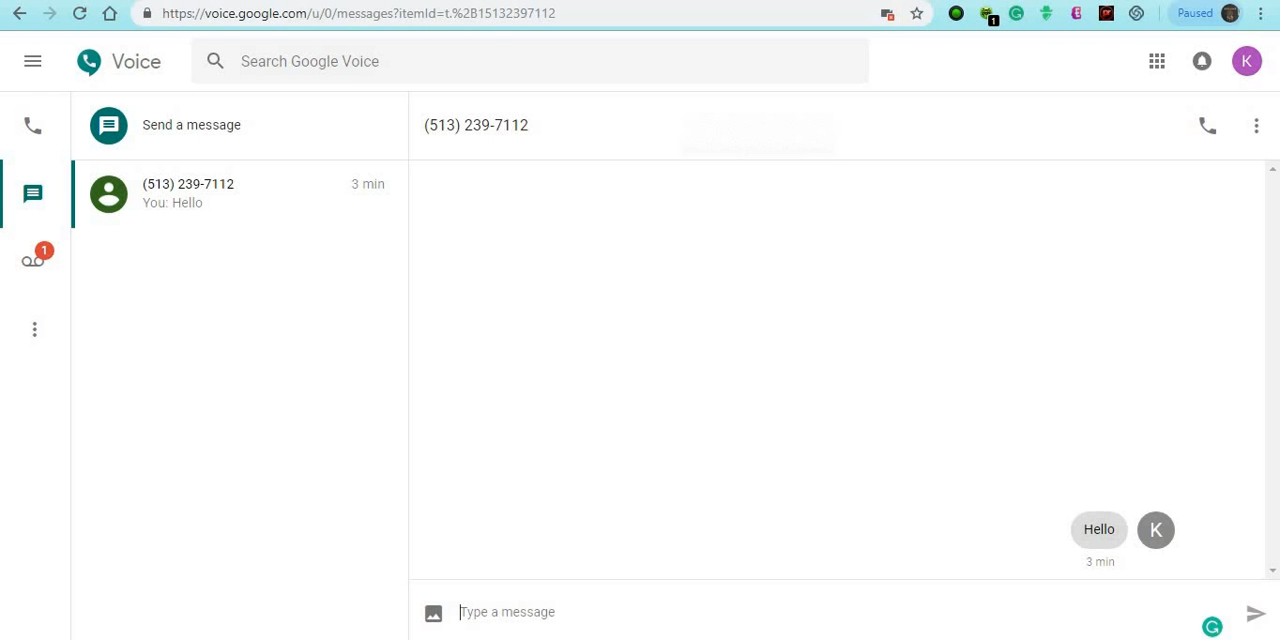 https://voice.google.com/u/0/messages?itemId=t.%2B15132397112
1
Paused
Voice
Search Google Voice
K
Send a message
(513) 239-7112
(513) 239-7112
3 min
You: Hello
1
Hello
K
3 min
Type a message